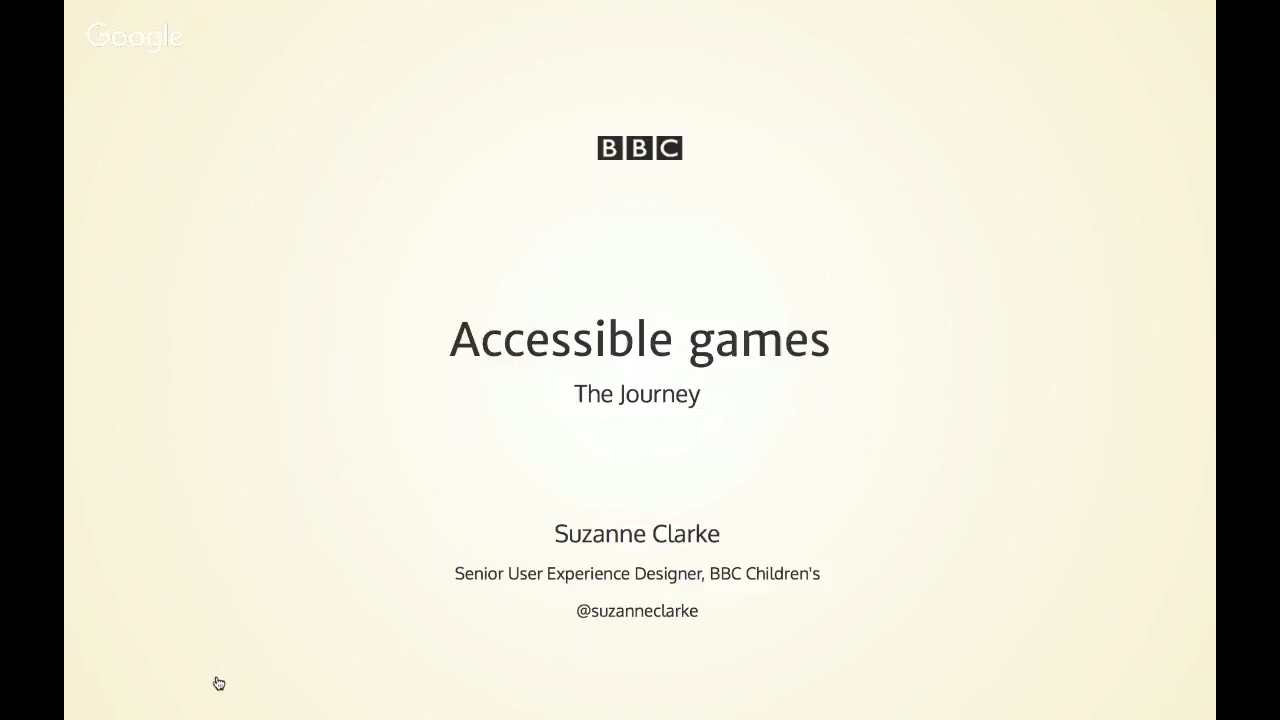 Google
BBC
Accessible games
The Journey
Suzanne Clarke
Senior User Experience Designer, BBC Children's
@suzanneclarke